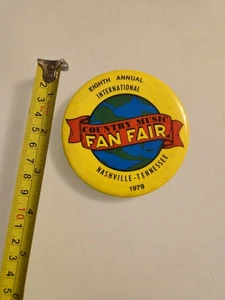 EIGHTH ANNUAL
INTERNATIONAL
COUNTRY MUSIC
FAN FAIR
NASHVILLE-TENNESSEE
1979